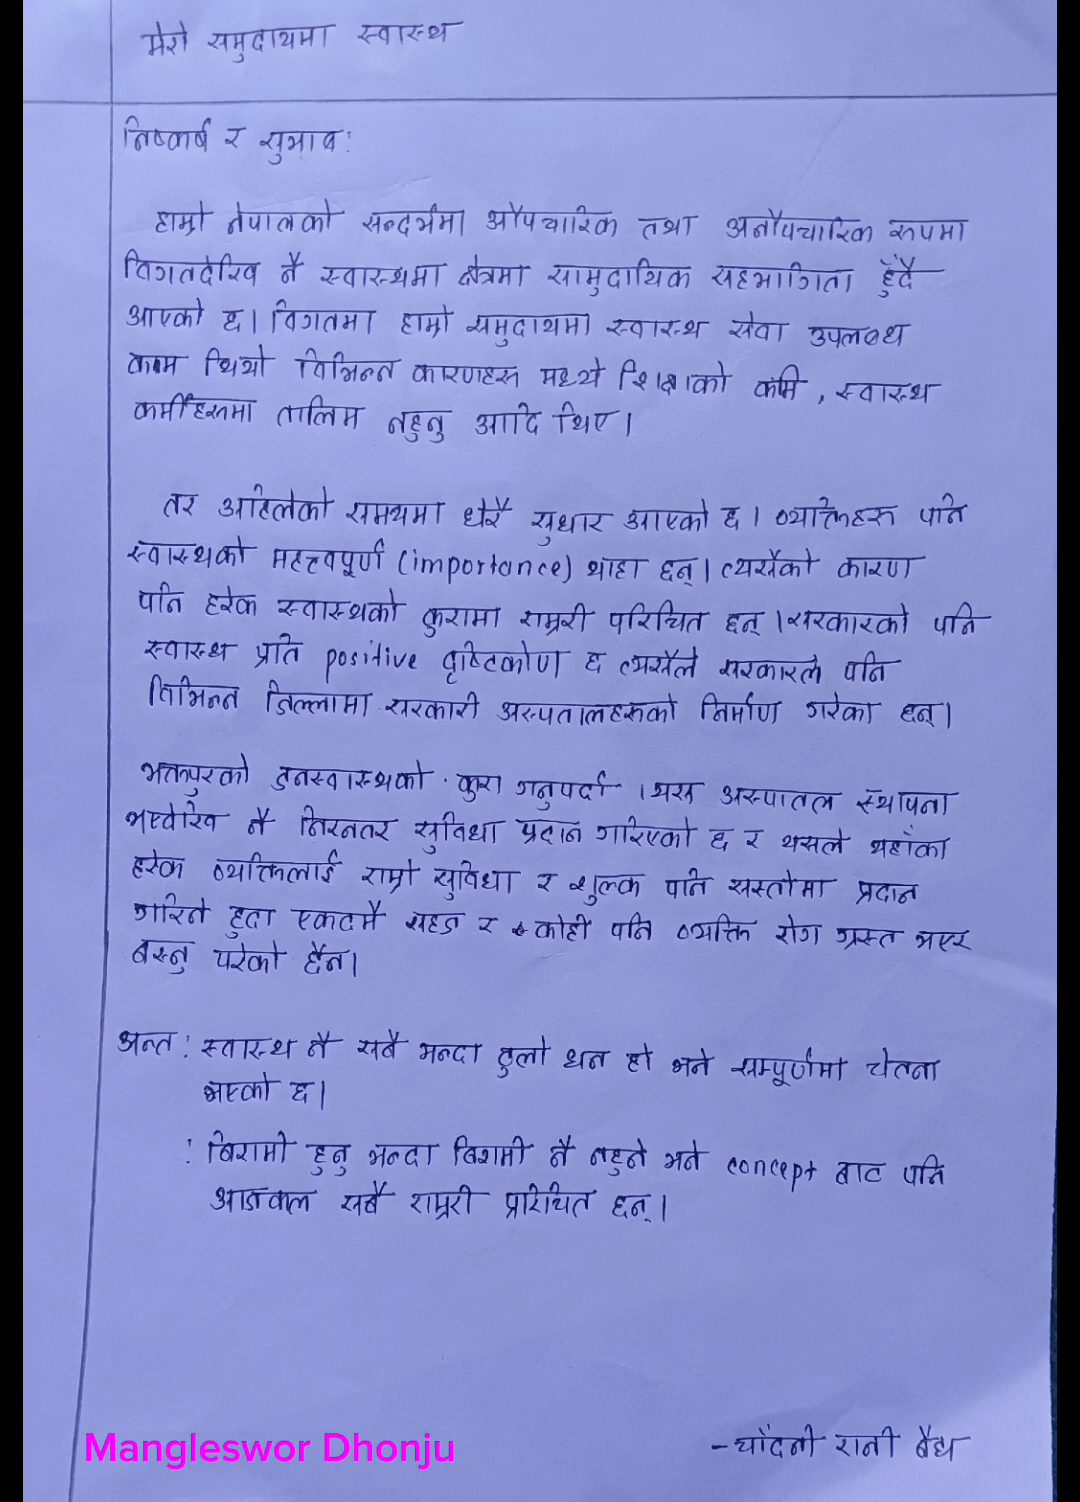 मेरो समुदायमा स्वास्थ
निष्कर्ष र सुझाव:
हाम्रो नेपालको सन्दर्भमा औपचारिक तथा अनौपचारिक रूपमा
विगतदेखि नै स्वास्थमा क्षेत्रमा सामुदायिक सहभागिता हुँदै
आएको छ। विगतमा हाम्रो समुदायमा स्वास्थ सेवा उपलब्ध
कम थियो विभिन्न कारणहरू मध्ये शिक्षाको कमि, स्वास्थ
कर्मीहरूमा तालिम नहुनु आदि थिए।
तर अहिलेको समयमा धेरै सुधार आएको छ। व्यक्तिहरू पनि
स्वास्थको महत्त्वपूर्ण (importance) थाहा छन्। त्यसैको कारण
पनि हरेक स्वास्थको कुरामा राम्ररी परिचित छन्। सरकारको पनि
स्वास्थ प्रति positive दृष्टिकोण छ त्यसैले सरकारले पनि
विभिन्न जिल्लामा सरकारी अस्पतालहरूको निर्माण गरेका छन्।
भक्तपुरको जनस्वास्थको कुरा गर्नुपर्दा । यस अस्पातल स्थापना
भएदेखि नै निरन्तर सुविधा प्रदान गरिएको छ र यसले यहाँका
हरेक व्यक्तिलाई राम्रो सुविधा र शुल्क पनि सस्तोमा प्रदान
गरिने हुदा एकदमै सहज र कोही पनि व्यक्ति रोग ग्रस्त भएर
बस्नु परेको छैन।
अन्त: स्वास्थ नै सबै भन्दा ठुलो धन हो भने सम्पूर्णमा चेतना
भएको छ।
: बिरामी हुनु भन्दा बिरामी नै नहुने भने concept बाट पनि
आजकल सबै राम्ररी प्ररिचित छन्।
Mangleswor Dhonju
-चाँदनी रानी बैद्य